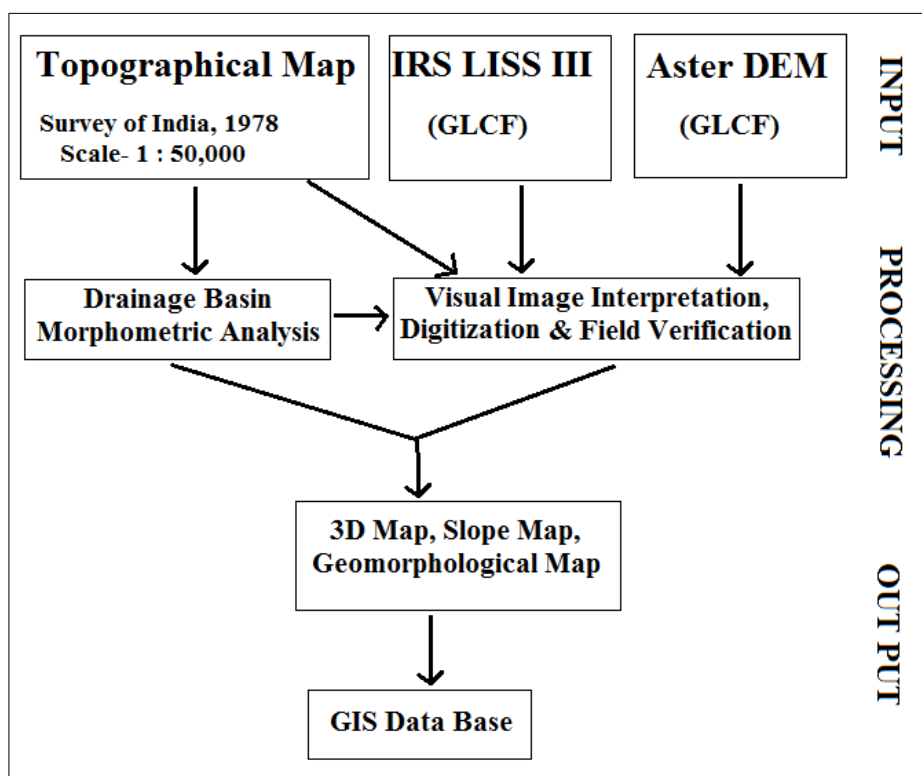 Topographical Map
Survey of India, 1978
Scale- 1 : 50,000
IRS LISS III
(GLCF)
Aster DEM
(GLCF)
INPUT
Drainage Basin
Morphometric Analysis
Visual Image Interpretation,
Digitization & Field Verification
PROCESSING
3D Map, Slope Map,
Geomorphological Map
GIS Data Base
OUT PUT